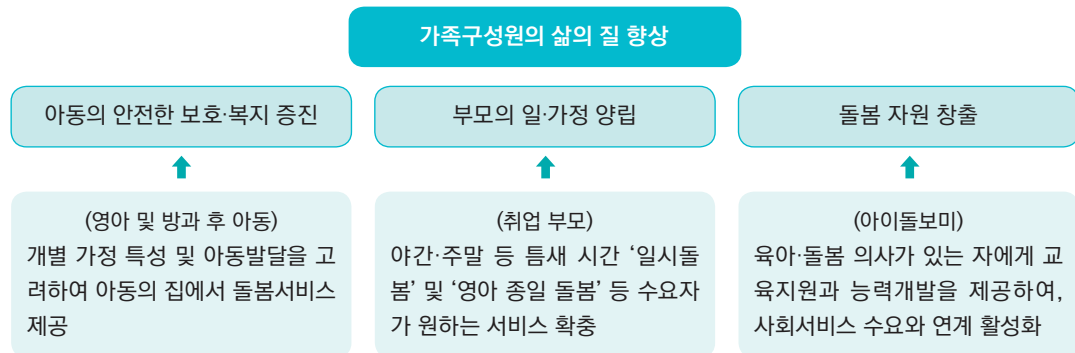 가족구성원의 삶의 질 향상
아동의 안전한 보호·복지 증진
부모의 일·가정 양립
돌봄 자원 창출
(영아 및 방과 후 아동)
개별 가정 특성 및 아동발달을 고
려하여 아동의 집에서 돌봄서비스
제공
(취업 부모)
야간·주말 등 틈새 시간 ‘일시돌
봄’ 및 ‘영아 종일 돌봄’ 등 수요자
가 원하는 서비스 확충
(아이돌보미)
육아·돌봄 의사가 있는 자에게 교
육지원과 능력개발을 제공하여,
사회서비스 수요와 연계 활성화